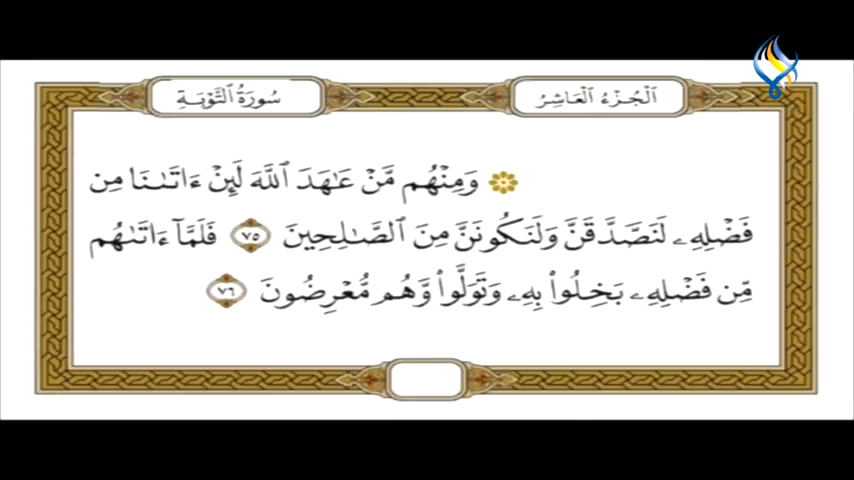 الْجُزْءُ الْعَاشِرُ
سُورَةُ التَّوْبَةِ
۞ وَمِنْهُم مَّنْ عَٰهَدَ ٱللَّهَ لَئِنْ ءَاتَىٰنَا مِن
فَضْلِهِۦ لَنَصَّدَّقَنَّ وَلَنَكُونَنَّ مِنَ ٱلصَّٰلِحِينَ ٧٥ فَلَمَّآ ءَاتَىٰهُم
مِّن فَضْلِهِۦ بَخِلُوا۟ بِهِۦ وَتَوَلَّوا۟ وَّهُم مُّعْرِضُونَ ٧٦